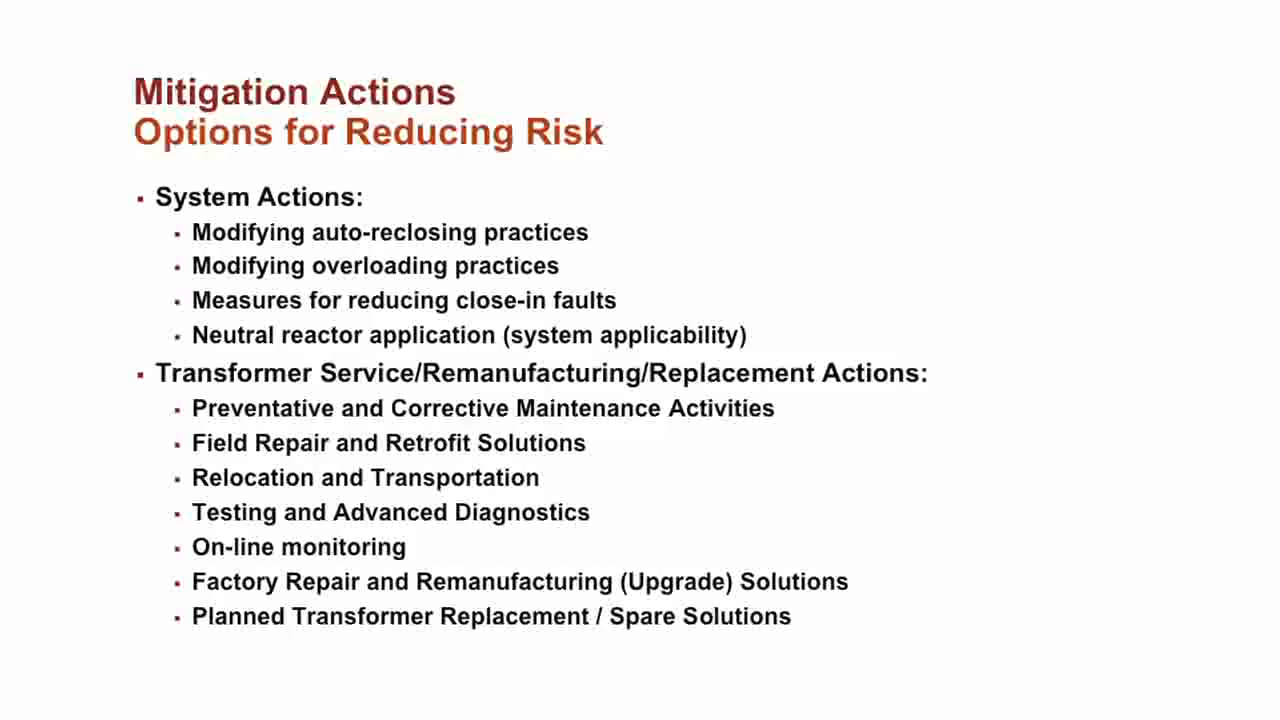 Mitigation Actions
Options for Reducing Risk
▪ System Actions:
▪ Modifying auto-reclosing practices
▪ Modifying overloading practices
▪ Measures for reducing close-in faults
▪ Neutral reactor application (system applicability)
▪ Transformer Service/Remanufacturing/Replacement Actions:
▪ Preventative and Corrective Maintenance Activities
▪ Field Repair and Retrofit Solutions
▪ Relocation and Transportation
▪ Testing and Advanced Diagnostics
▪ On-line monitoring
▪ Factory Repair and Remanufacturing (Upgrade) Solutions
▪ Planned Transformer Replacement / Spare Solutions